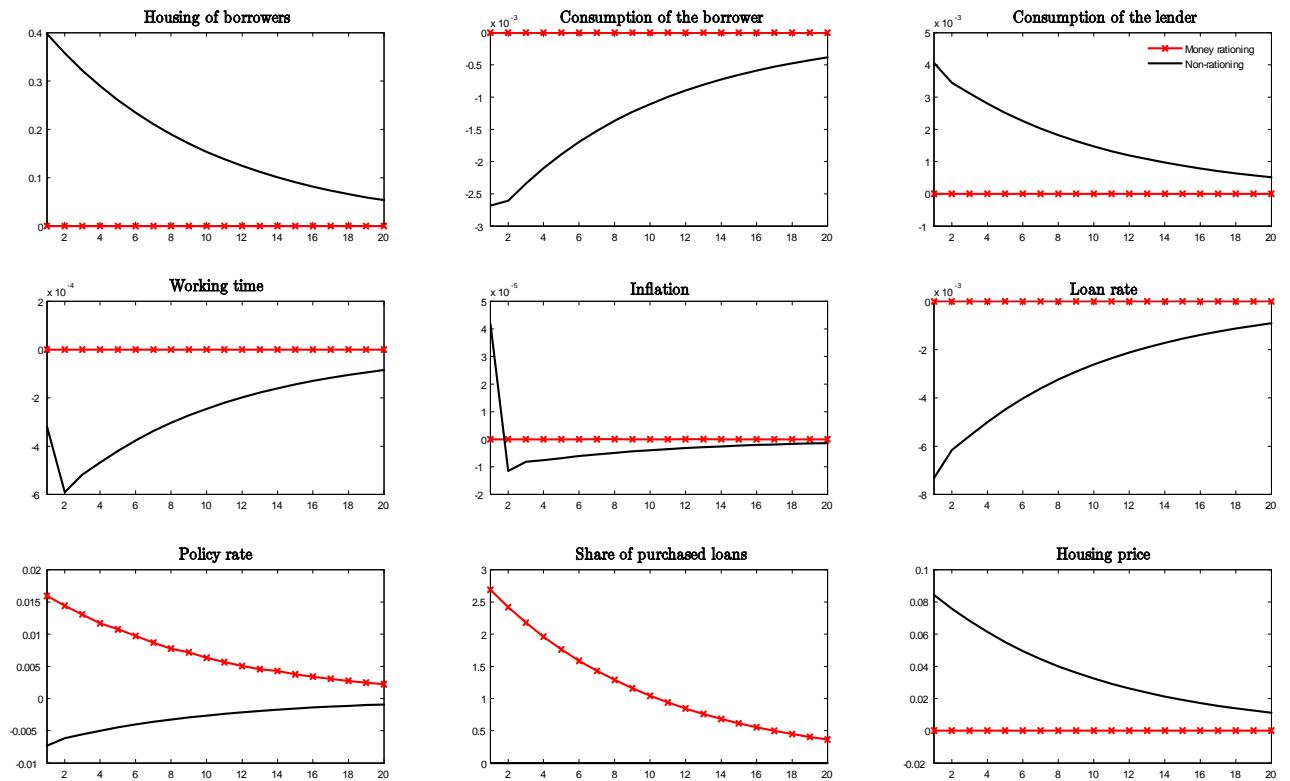 Housing of borrowers
0.4
0.3
0.2
0.1
0
2 4 6 8 10 12 14 16 18 20
Consumption of the borrower
x 10 -3
0
-0.5
-1
-1.5
-2
-2.5
-3
2 4 6 8 10 12 14 16 18 20
Consumption of the lender
x 10 -3
5
4
3
2
1
0
-1
2 4 6 8 10 12 14 16 18 20
Money rationing
Non-rationing
Working time
x 10 -4
2
0
-2
-4
-6
2 4 6 8 10 12 14 16 18 20
Inflation
x 10 -5
5
4
3
2
1
0
-1
-2
2 4 6 8 10 12 14 16 18 20
Loan rate
x 10 -3
0
-2
-4
-6
-8
2 4 6 8 10 12 14 16 18 20
Policy rate
0.02
0.015
0.01
0.005
0
-0.005
-0.01
2 4 6 8 10 12 14 16 18 20
Share of purchased loans
3
2.5
2
1.5
1
0.5
0
2 4 6 8 10 12 14 16 18 20
Housing price
0.1
0.08
0.06
0.04
0.02
0
-0.02
2 4 6 8 10 12 14 16 18 20